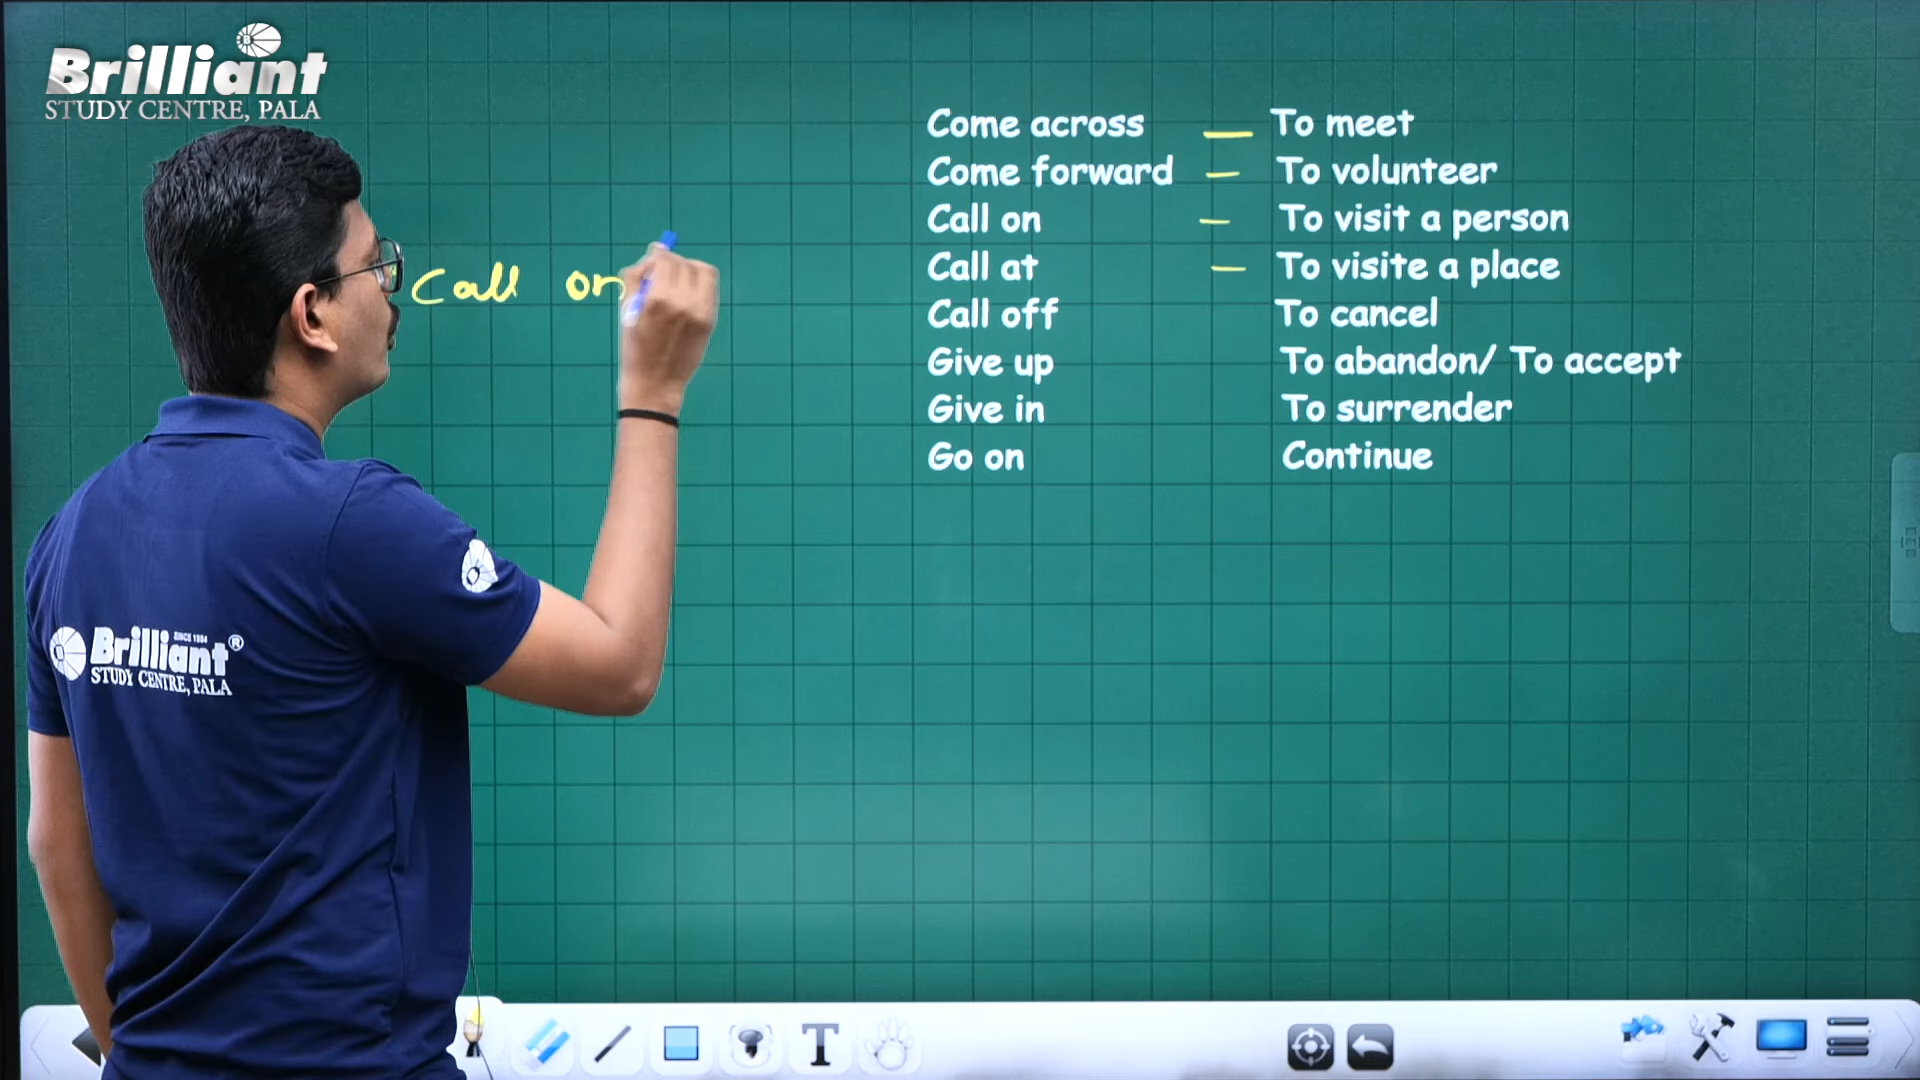 Brilliant
STUDY CENTRE, PALA
Come across — To meet
Come forward — To volunteer
Call on — To visit a person
Call at — To visite a place
Call off To cancel
Give up To abandon/ To accept
Give in To surrender
Go on Continue
Call on
SINCE 1984
Brilliant®
STUDY CENTRE, PALA
T